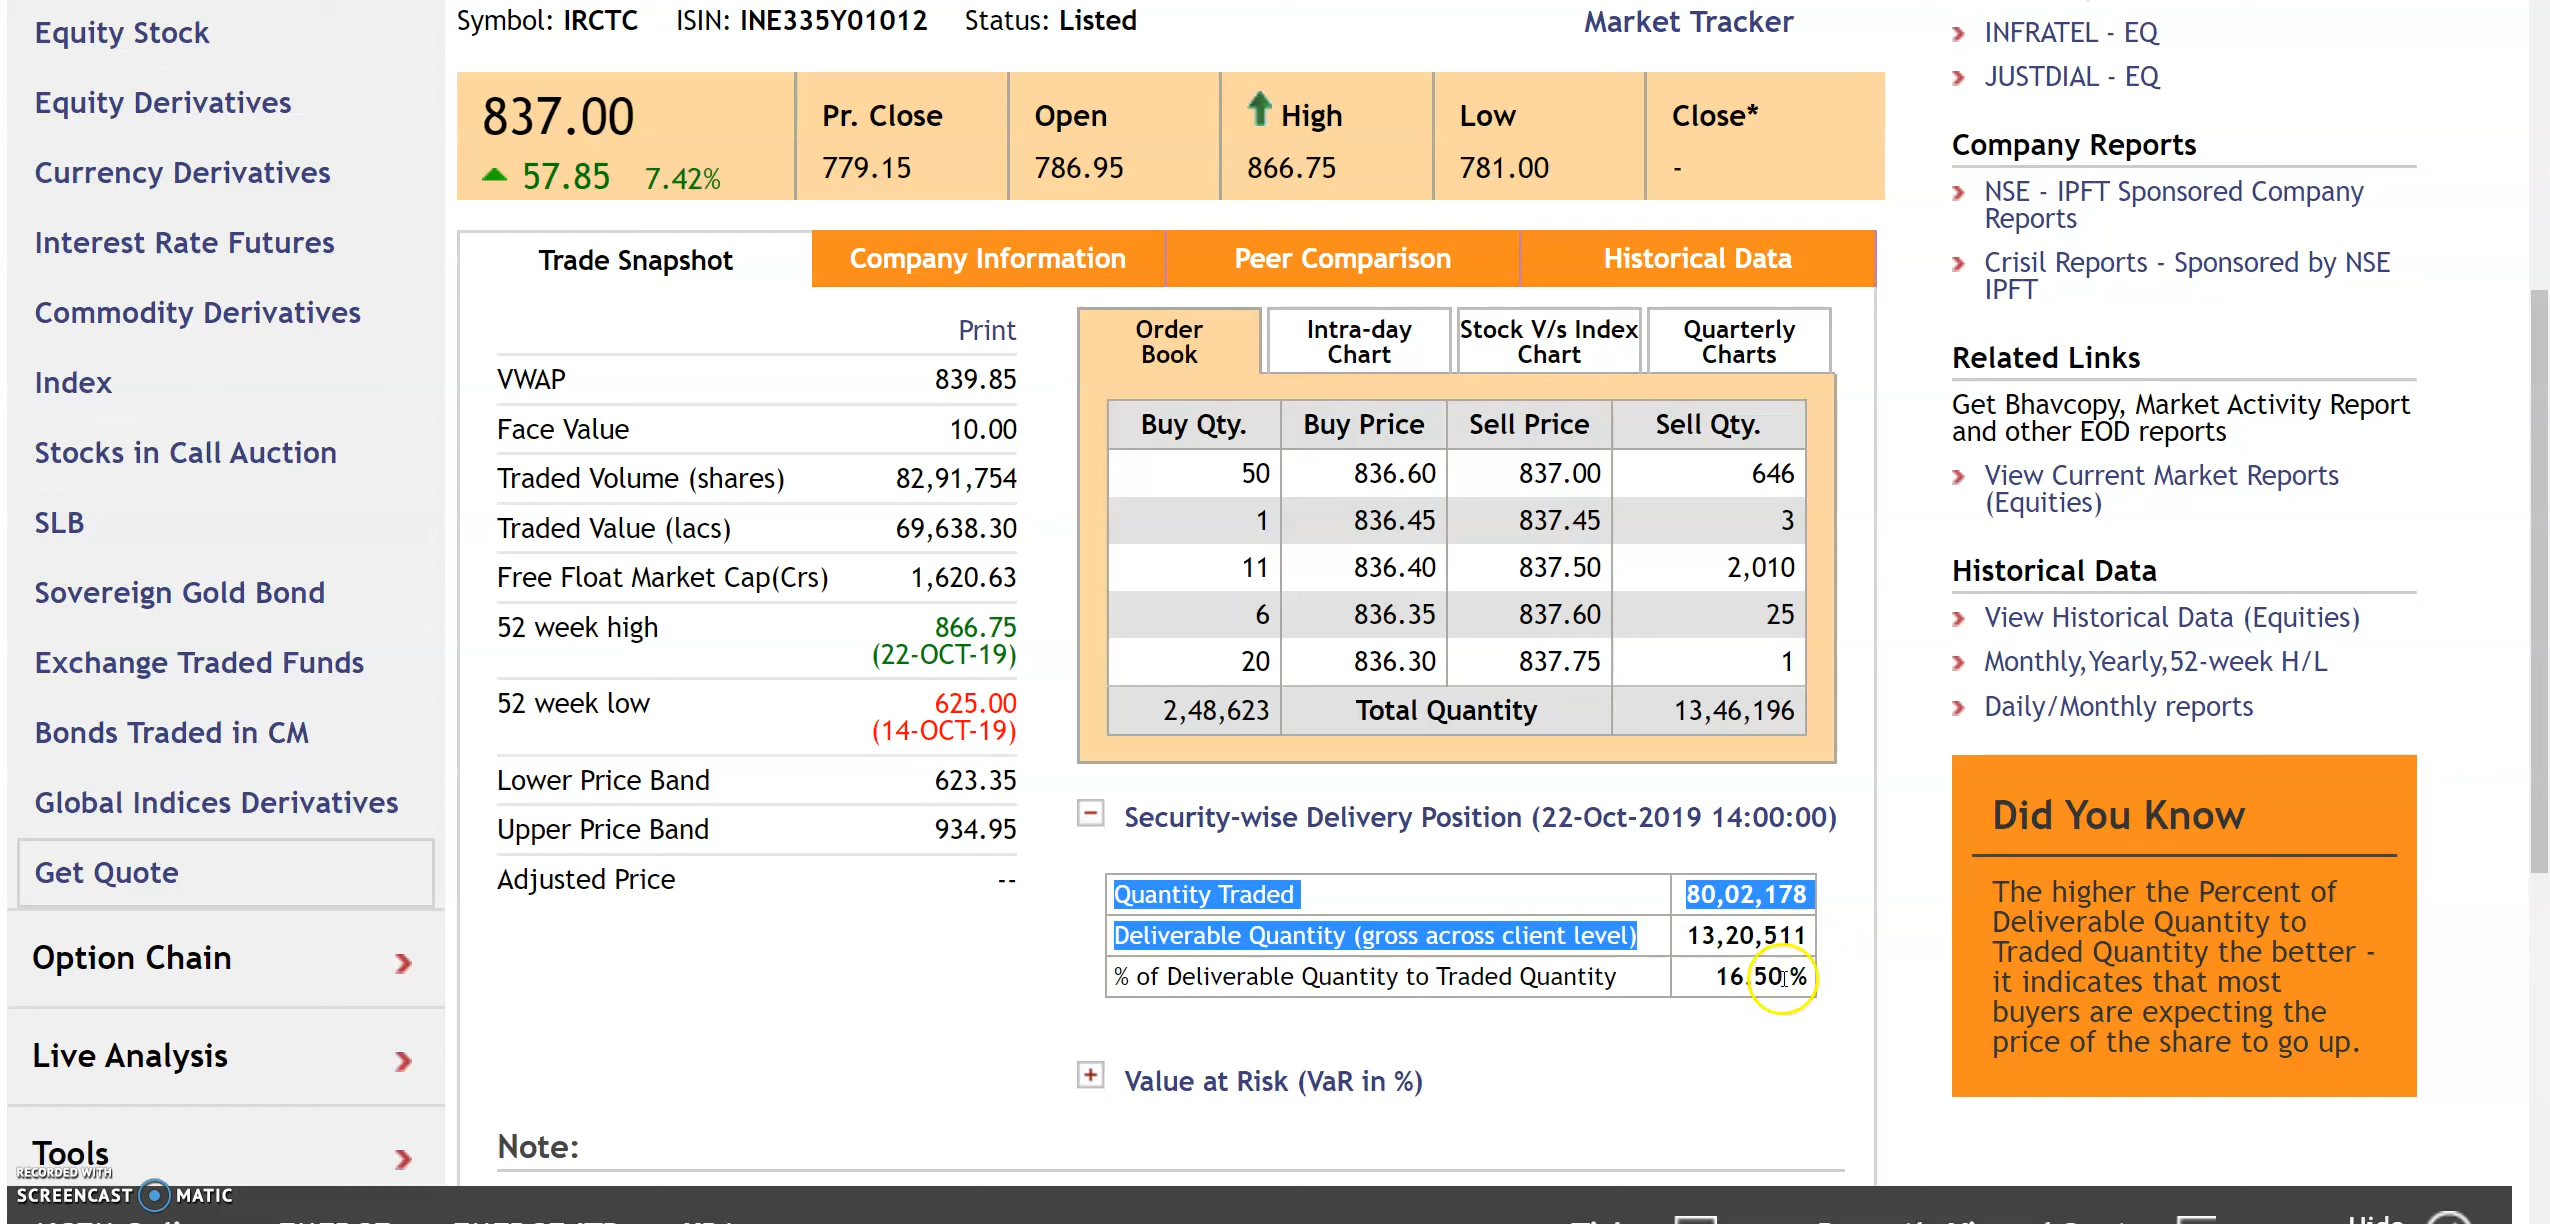 Equity Stock
Equity Derivatives
Currency Derivatives
Interest Rate Futures
Commodity Derivatives
Index
Stocks in Call Auction
SLB
Sovereign Gold Bond
Exchange Traded Funds
Bonds Traded in CM
Global Indices Derivatives
Get Quote
Option Chain
Live Analysis
Tools
Symbol: IRCTC ISIN: INE335Y01012 Status: Listed
Market Tracker
837.00
57.85 7.42%
Pr. Close Open High Low Close*
779.15 786.95 866.75 781.00 -
Trade Snapshot Company Information Peer Comparison Historical Data
Print
VWAP 839.85
Face Value 10.00
Traded Volume (shares) 82,91,754
Traded Value (lacs) 69,638.30
Free Float Market Cap(Crs) 1,620.63
52 week high 866.75
(22-OCT-19)
52 week low 625.00
(14-OCT-19)
Lower Price Band 623.35
Upper Price Band 934.95
Adjusted Price --
Order Book
Intra-day Chart
Stock V/s Index Chart
Quarterly Charts
Buy Qty. Buy Price Sell Price Sell Qty.
50 836.60 837.00 646
1 836.45 837.45 3
11 836.40 837.50 2,010
6 836.35 837.60 25
20 836.30 837.75 1
2,48,623 Total Quantity 13,46,196
Security-wise Delivery Position (22-Oct-2019 14:00:00)
Quantity Traded 80,02,178
Deliverable Quantity (gross across client level) 13,20,511
% of Deliverable Quantity to Traded Quantity 16.50 %
Value at Risk (VaR in %)
Note:
INFRATEL - EQ
JUSTDIAL - EQ
Company Reports
NSE - IPFT Sponsored Company
Reports
Crisil Reports - Sponsored by NSE
IPFT
Related Links
Get Bhavcopy, Market Activity Report
and other EOD reports
View Current Market Reports
(Equities)
Historical Data
View Historical Data (Equities)
Monthly,Yearly,52-week H/L
Daily/Monthly reports
Did You Know
The higher the Percent of
Deliverable Quantity to
Traded Quantity the better -
it indicates that most
buyers are expecting the
price of the share to go up.
RECORDED WITH
SCREENCAST MATIC